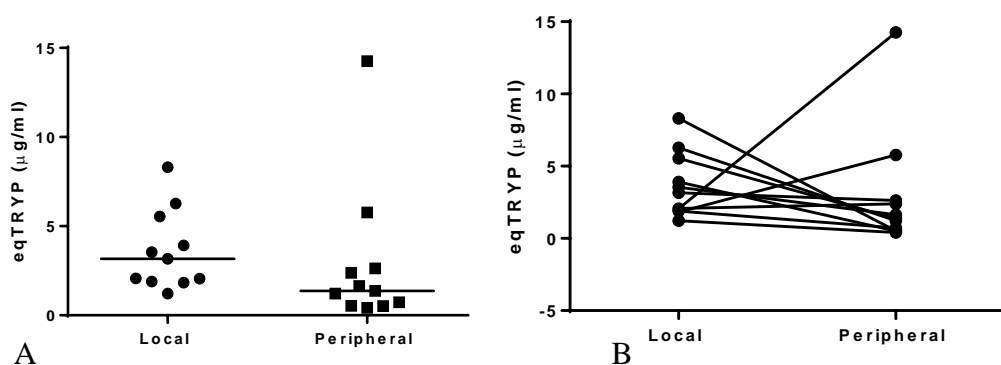 15
10
5
0
eqTRYP (μg/ml)
Local
Peripheral
A
15
10
5
0
-5
eqTRYP (μg/ml)
Local
Peripheral
B